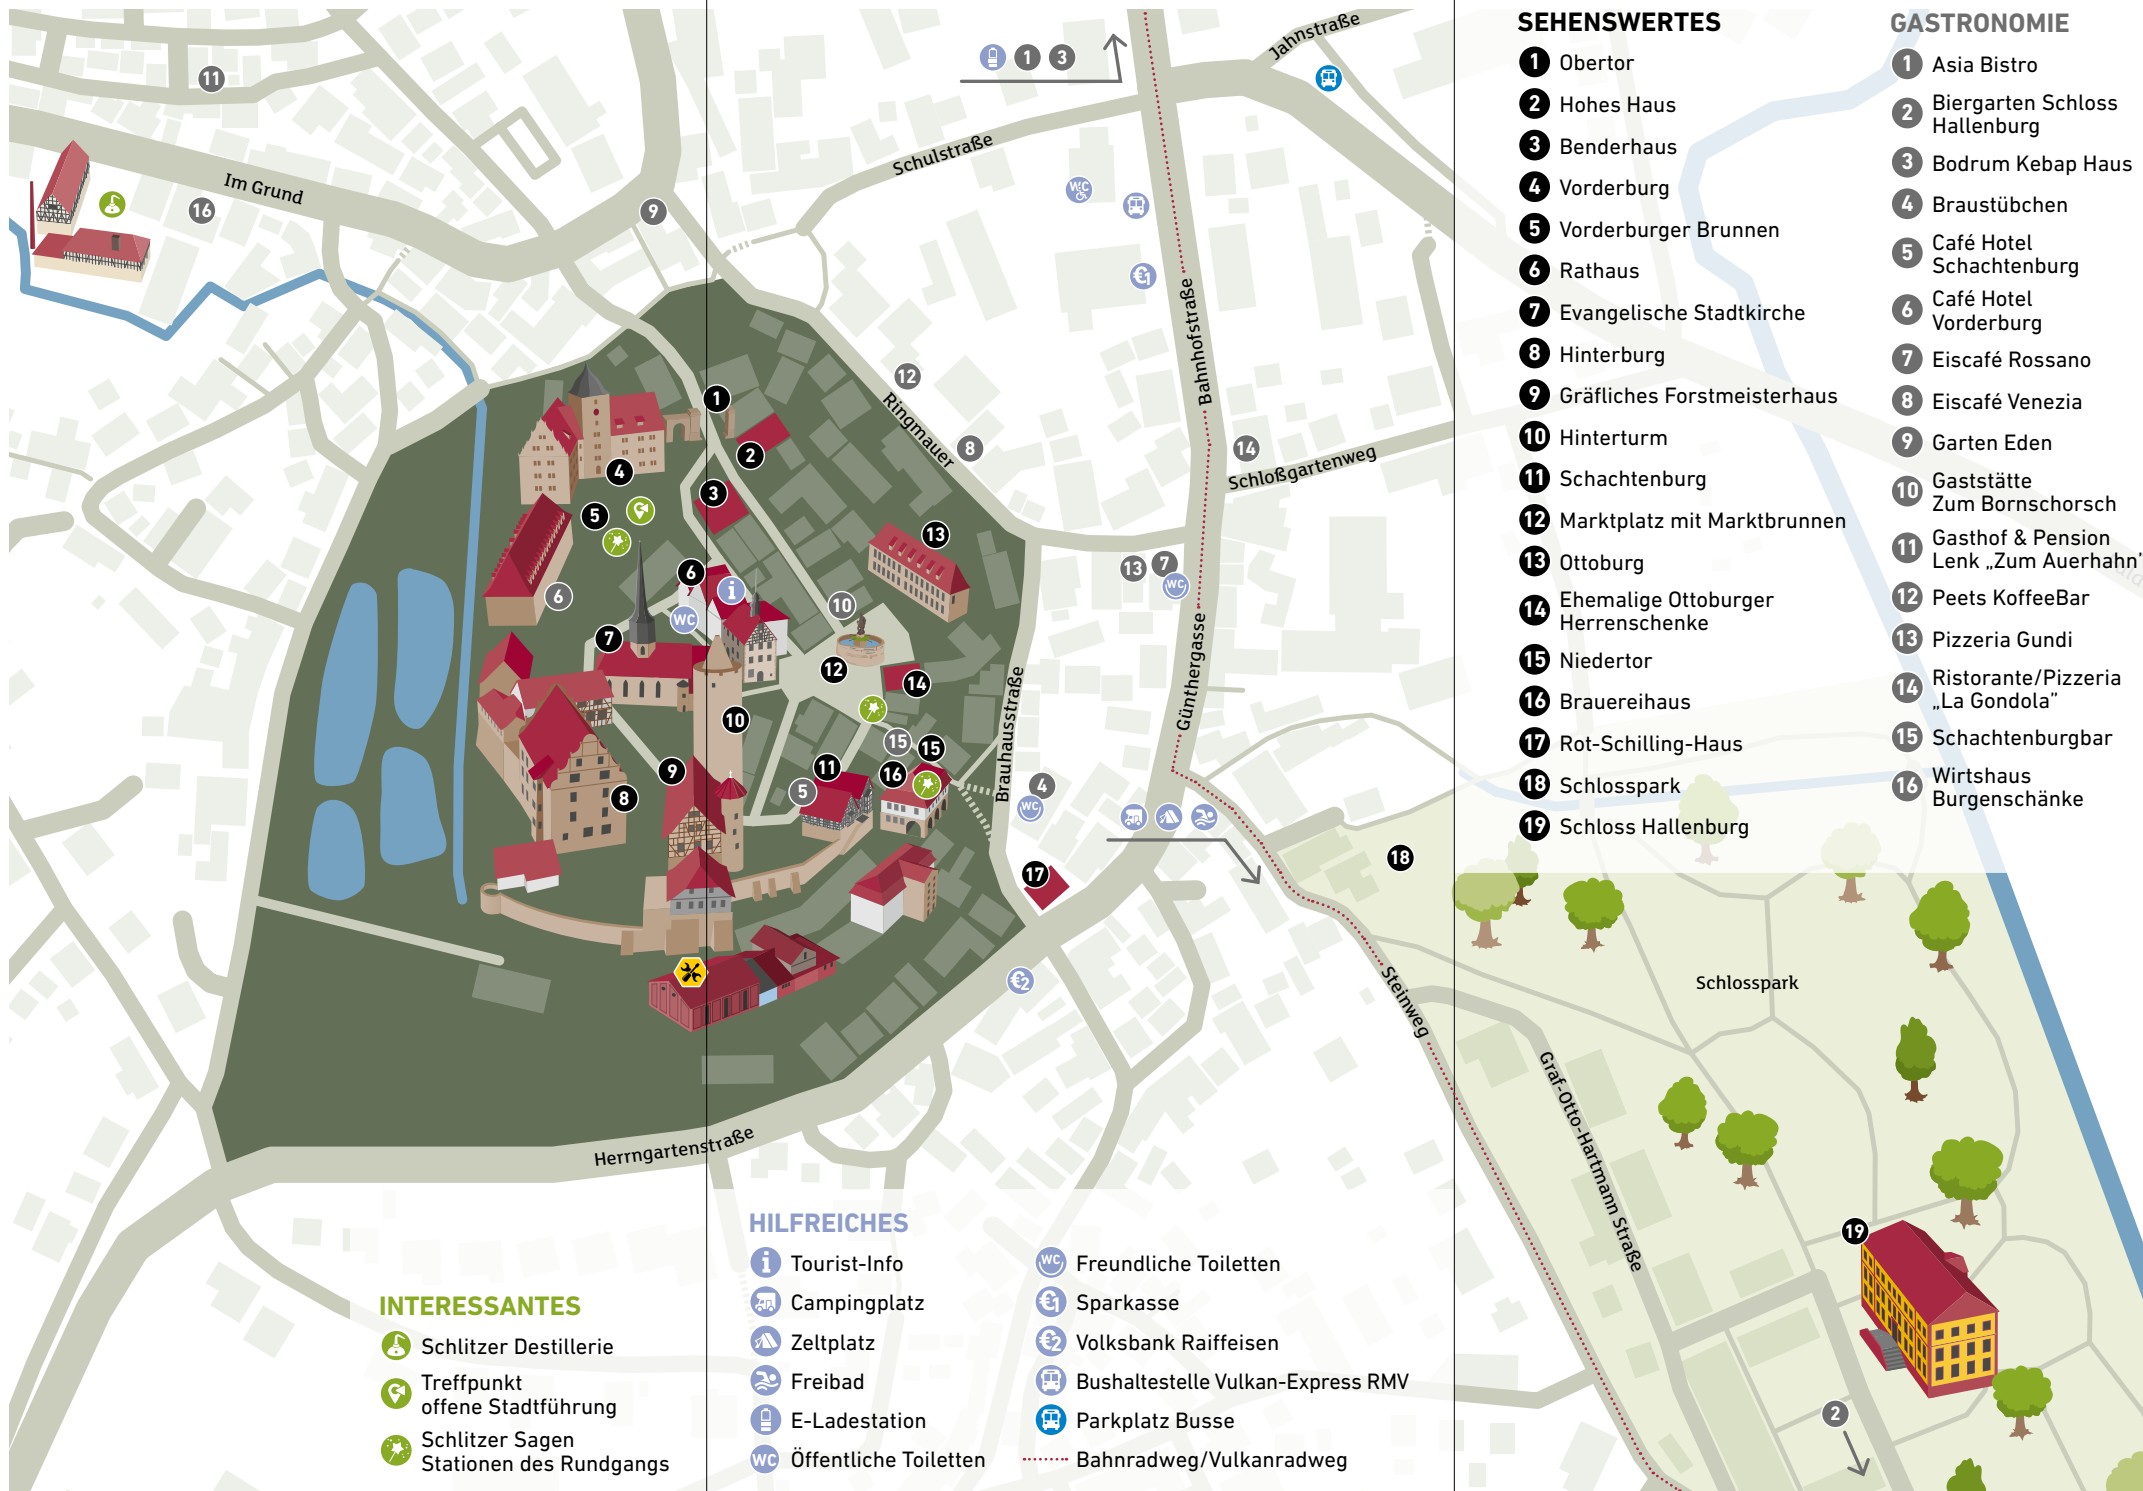 Jahnstraße
Schulstraße
Im Grund
Bahnhofstraße
Ringmauer
Schloßgartenweg
Günthergasse
Brauhausstraße
Steinweg
Schlosspark
Graf-Otto-Hartmann Straße
Herrngartenstraße
SEHENSWERTES
1 Obertor
2 Hohes Haus
3 Benderhaus
4 Vorderburg
5 Vorderburger Brunnen
6 Rathaus
7 Evangelische Stadtkirche
8 Hinterburg
9 Gräfliches Forstmeisterhaus
10 Hinterturm
11 Schachtenburg
12 Marktplatz mit Marktbrunnen
13 Ottoburg
14 Ehemalige Ottoburger
Herrenschenke
15 Niedertor
16 Brauereihaus
17 Rot-Schilling-Haus
18 Schlosspark
19 Schloss Hallenburg
GASTRONOMIE
1 Asia Bistro
2 Biergarten Schloss
Hallenburg
3 Bodrum Kebap Haus
4 Braustübchen
5 Café Hotel
Schachtenburg
6 Café Hotel
Vorderburg
7 Eiscafé Rossano
8 Eiscafé Venezia
9 Garten Eden
10 Gaststätte
Zum Bornschorsch
11 Gasthof & Pension
Lenk „Zum Auerhahn"
12 Peets KoffeeBar
13 Pizzeria Gundi
14 Ristorante/Pizzeria
„La Gondola"
15 Schachtenburgbar
16 Wirtshaus
Burgenschänke
INTERESSANTES
Schlitzer Destillerie
Treffpunkt
offene Stadtführung
Schlitzer Sagen
Stationen des Rundgangs
HILFREICHES
i Tourist-Info
Campingplatz
Zeltplatz
Freibad
E-Ladestation
WC Öffentliche Toiletten
WC Freundliche Toiletten
€1 Sparkasse
€2 Volksbank Raiffeisen
Bushaltestelle Vulkan-Express RMV
Parkplatz Busse
Bahnradweg/Vulkanradweg